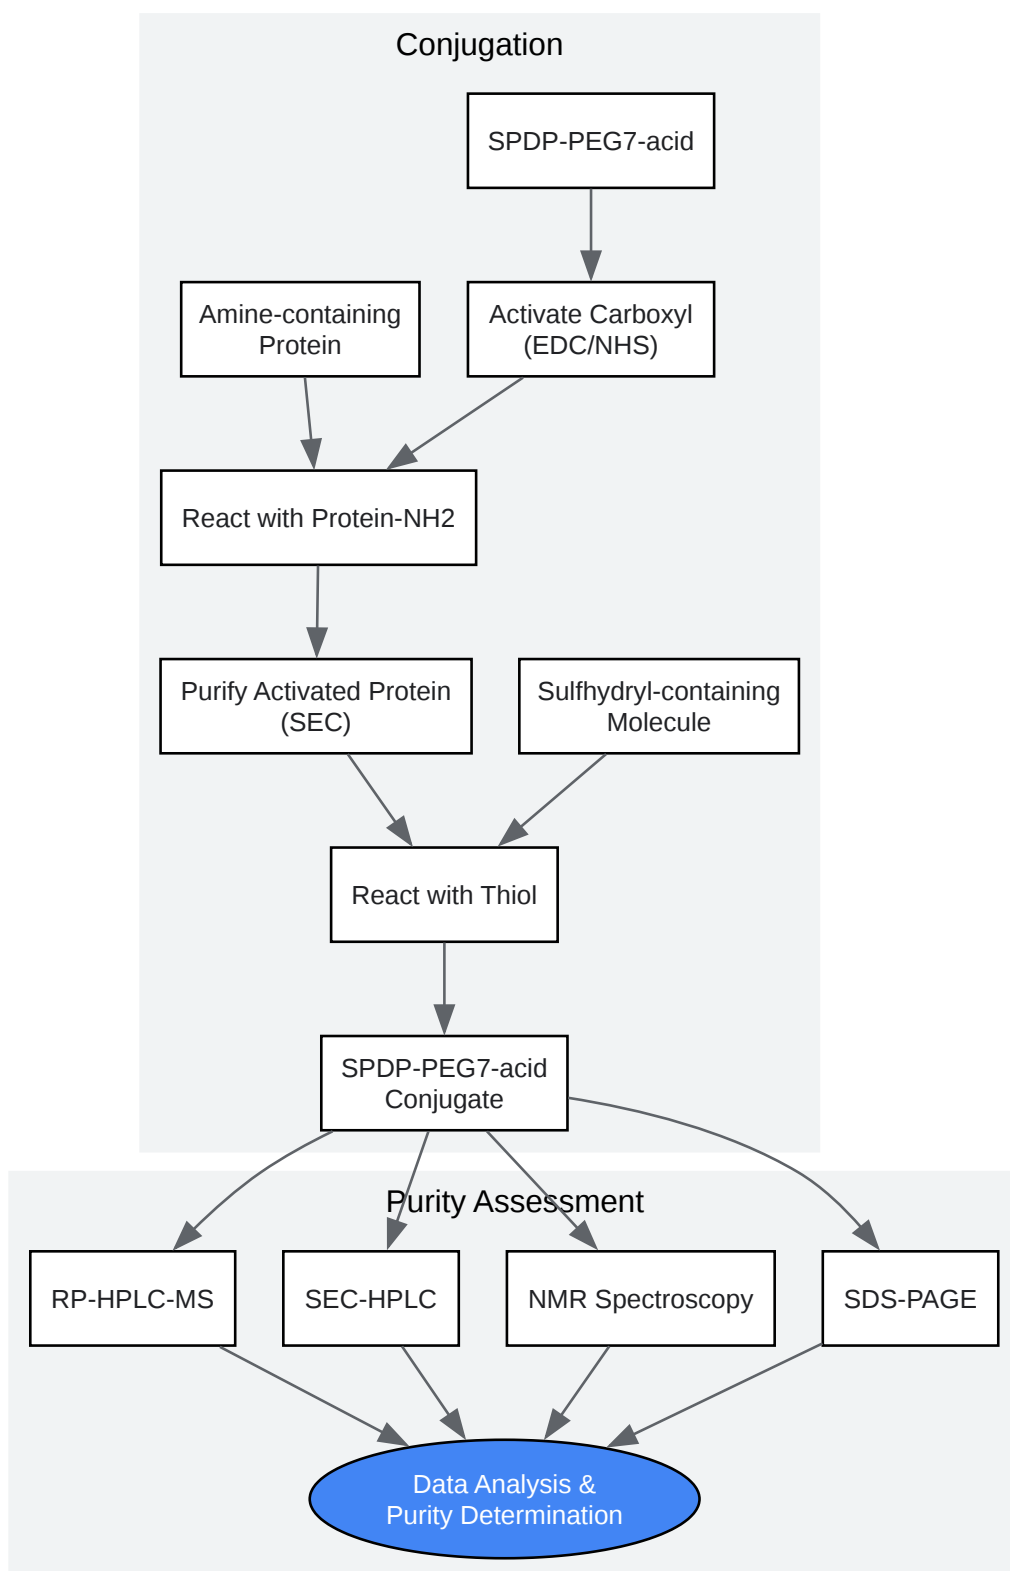 Conjugation
SPDP-PEG7-acid
Amine-containing
Protein
Activate Carboxyl
(EDC/NHS)
React with Protein-NH2
Purify Activated Protein
(SEC)
Sulfhydryl-containing
Molecule
React with Thiol
SPDP-PEG7-acid
Conjugate
Purity Assessment
RP-HPLC-MS
SEC-HPLC
NMR Spectroscopy
SDS-PAGE
Data Analysis &
Purity Determination